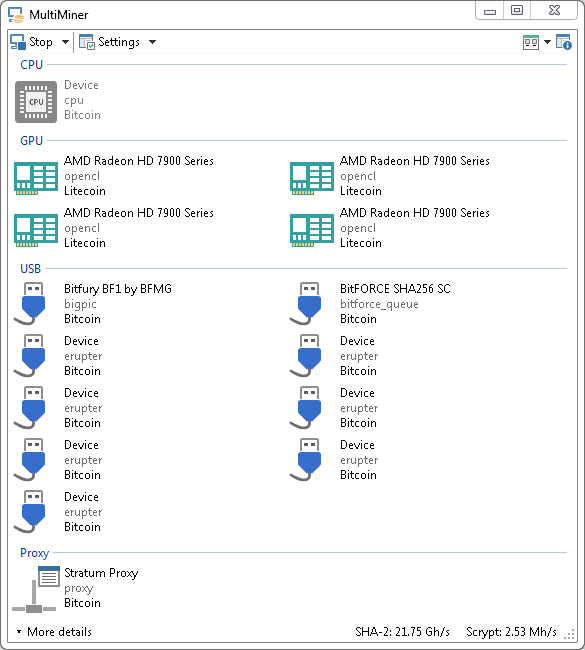 MultiMiner
Stop Settings
CPU
CPU
Device
cpu
Bitcoin
GPU
AMD Radeon HD 7900 Series
opencl
Litecoin
AMD Radeon HD 7900 Series
opencl
Litecoin
AMD Radeon HD 7900 Series
opencl
Litecoin
AMD Radeon HD 7900 Series
opencl
Litecoin
USB
Bitfury BF1 by BFMG
bigpic
Bitcoin
BitFORCE SHA256 SC
bitforce_queue
Bitcoin
Device
erupter
Bitcoin
Device
erupter
Bitcoin
Device
erupter
Bitcoin
Device
erupter
Bitcoin
Device
erupter
Bitcoin
Device
erupter
Bitcoin
Device
erupter
Bitcoin
Proxy
Stratum Proxy
proxy
Bitcoin
More details SHA-2: 21.75 Gh/s Scrypt: 2.53 Mh/s